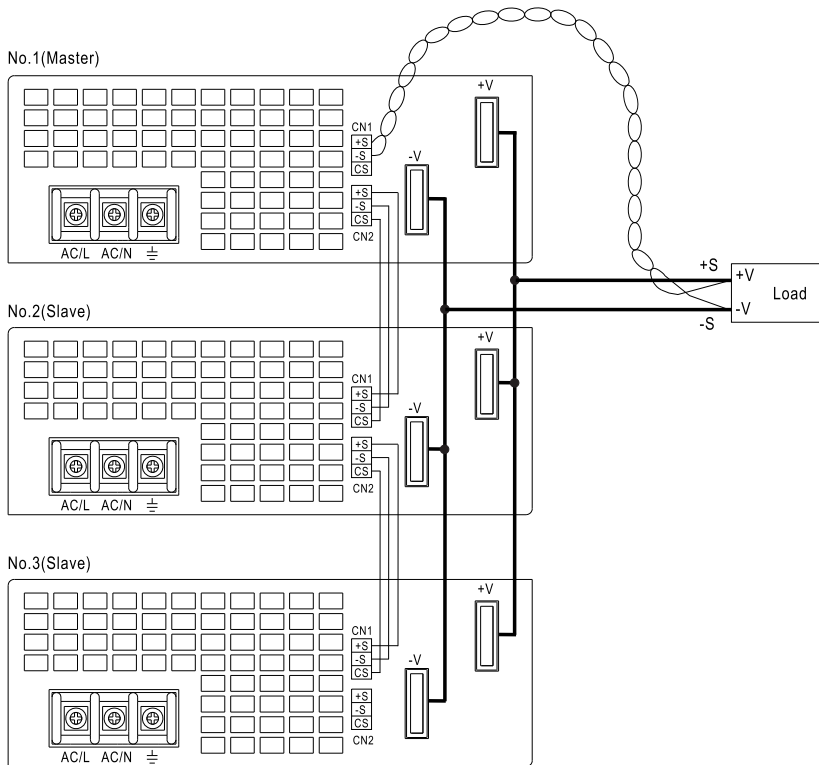 No.1(Master)
+V
CN1
+S
-S
CS
-V
+S
-S
CS
CN2
AC/L AC/N
+S
+V
Load
-V
-S
No.2(Slave)
+V
CN1
+S
-S
CS
-V
+S
-S
CS
CN2
AC/L AC/N
No.3(Slave)
+V
CN1
+S
-S
CS
-V
+S
-S
CS
CN2
AC/L AC/N